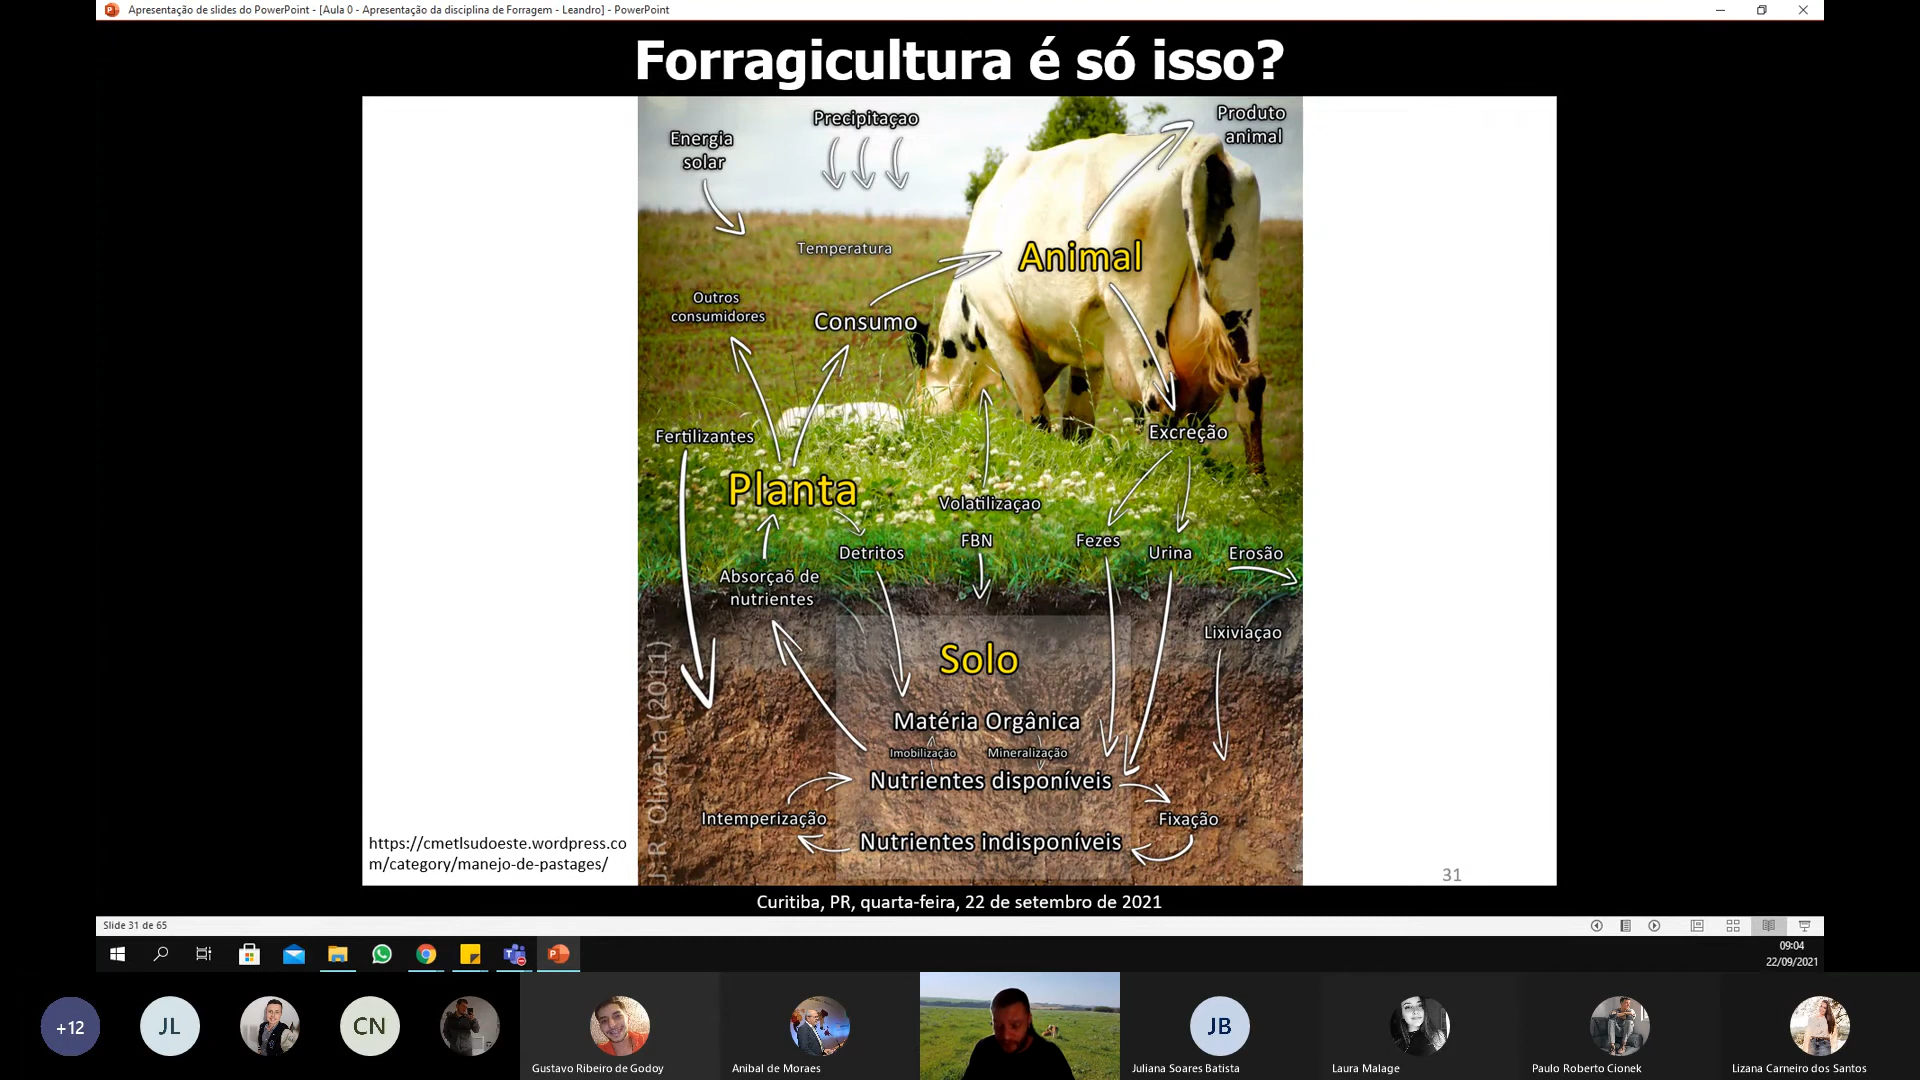 Apresentação de slides do PowerPoint - [Aula 0 - Apresentação da disciplina de Forragem - Leandro] - PowerPoint
Forragicultura é só isso?
Energia
solar
Precipitaçao
Produto
animal
Temperatura
Animal
Outros
consumidores
Consumo
Fertilizantes
Excreção
Planta
Volatilizaçao
Detritos
FBN
Fezes
Urina
Erosão
Absorçaõ de
nutrientes
Lixiviaçao
Solo
Matéria Orgânica
Imobilização
Mineralização
Nutrientes disponíveis
Intemperização
Fixação
Nutrientes indisponíveis
J. R. Oliveira (2011)
https://cmetlsudoeste.wordpress.co
m/category/manejo-de-pastages/
31
Curitiba, PR, quarta-feira, 22 de setembro de 2021
Slide 31 de 65
09:04
22/09/2021
+12
JL
CN
JB
Gustavo Ribeiro de Godoy
Anibal de Moraes
Juliana Soares Batista
Laura Malage
Paulo Roberto Cionek
Lizana Carneiro dos Santos